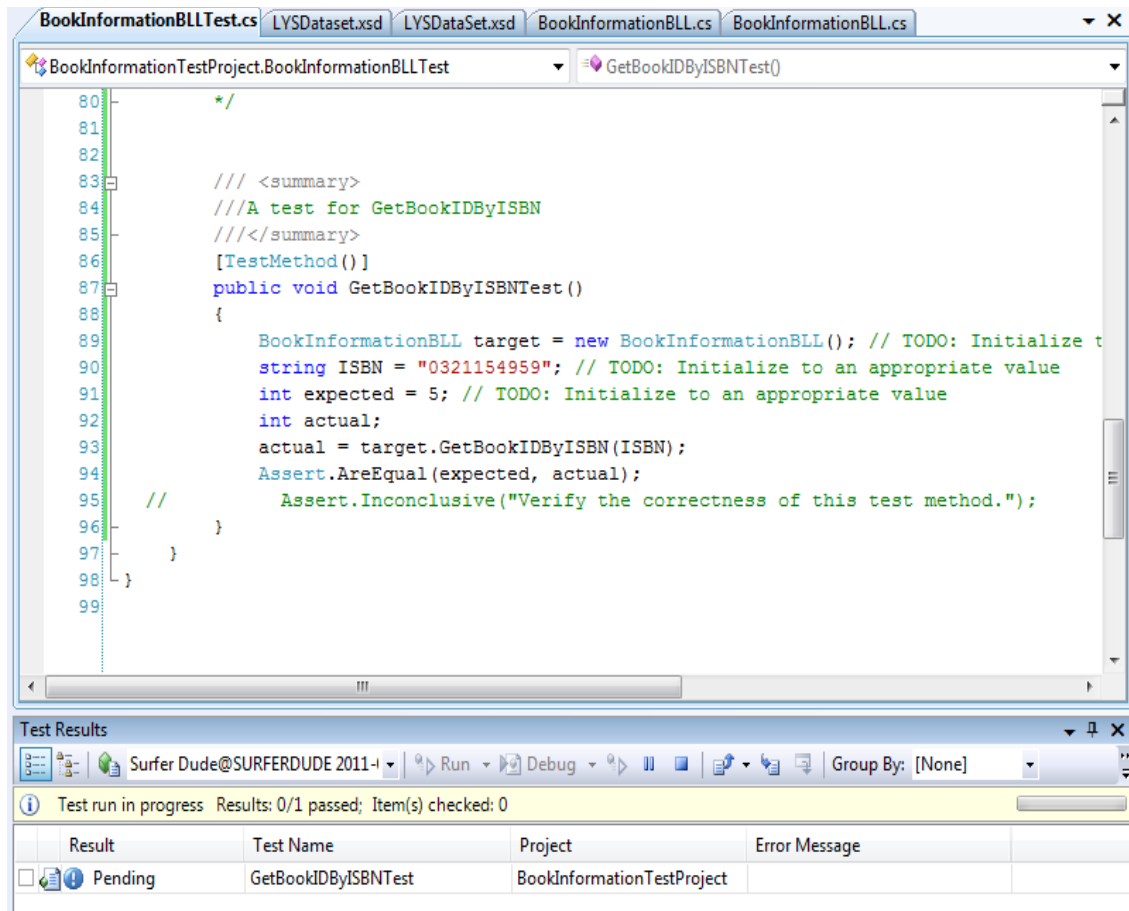 BookInformationBLLTest.cs LYSDataset.xsd LYSDataSet.xsd BookInformationBLL.cs BookInformationBLL.cs
BookInformationTestProject.BookInformationBLLTest GetBookIDByISBNTest()
80 */
81
82
83 /// <summary>
84 ///A test for GetBookIDByISBN
85 ///</summary>
86 [TestMethod()]
87 public void GetBookIDByISBNTest()
88 {
89 BookInformationBLL target = new BookInformationBLL(); // TODO: Initialize t
90 string ISBN = "0321154959"; // TODO: Initialize to an appropriate value
91 int expected = 5; // TODO: Initialize to an appropriate value
92 int actual;
93 actual = target.GetBookIDByISBN(ISBN);
94 Assert.AreEqual(expected, actual);
95 // Assert.Inconclusive("Verify the correctness of this test method.");
96 }
97 }
98 }
99
Test Results
Surfer Dude@SURFERDUDE 2011- Run Debug Group By: [None]
Test run in progress Results: 0/1 passed; Item(s) checked: 0
Result Test Name Project Error Message
Pending GetBookIDByISBNTest BookInformationTestProject